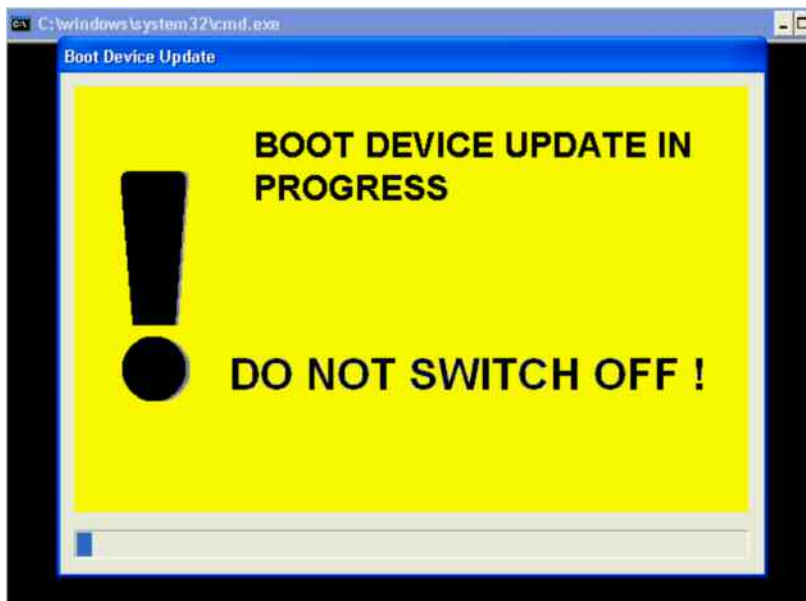 C:\windows\system32\cmd.exe
Boot Device Update
BOOT DEVICE UPDATE IN
PROGRESS
DO NOT SWITCH OFF !